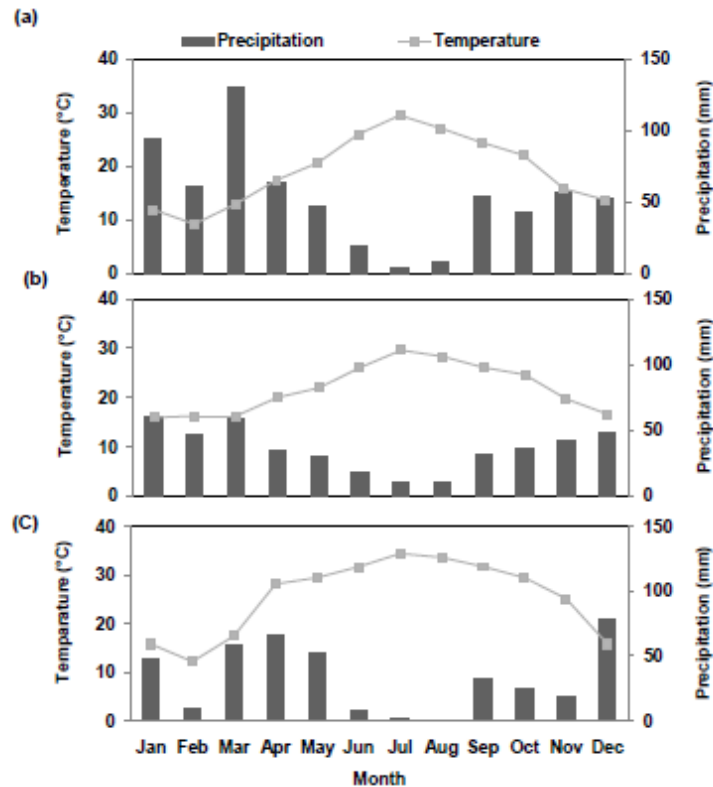 (a)
Precipitation Temperature
40 150
30
100
20
50
10
0 0
Temperature (°C)
Precipitation (mm)
(b)
40 150
30
100
20
50
10
0 0
Temperature (°C)
Precipitation (mm)
(C)
40 150
30
100
20
50
10
0 0
Temparature (°C)
Precipitation (mm)
Jan Feb Mar Apr May Jun Jul Aug Sep Oct Nov Dec
Month